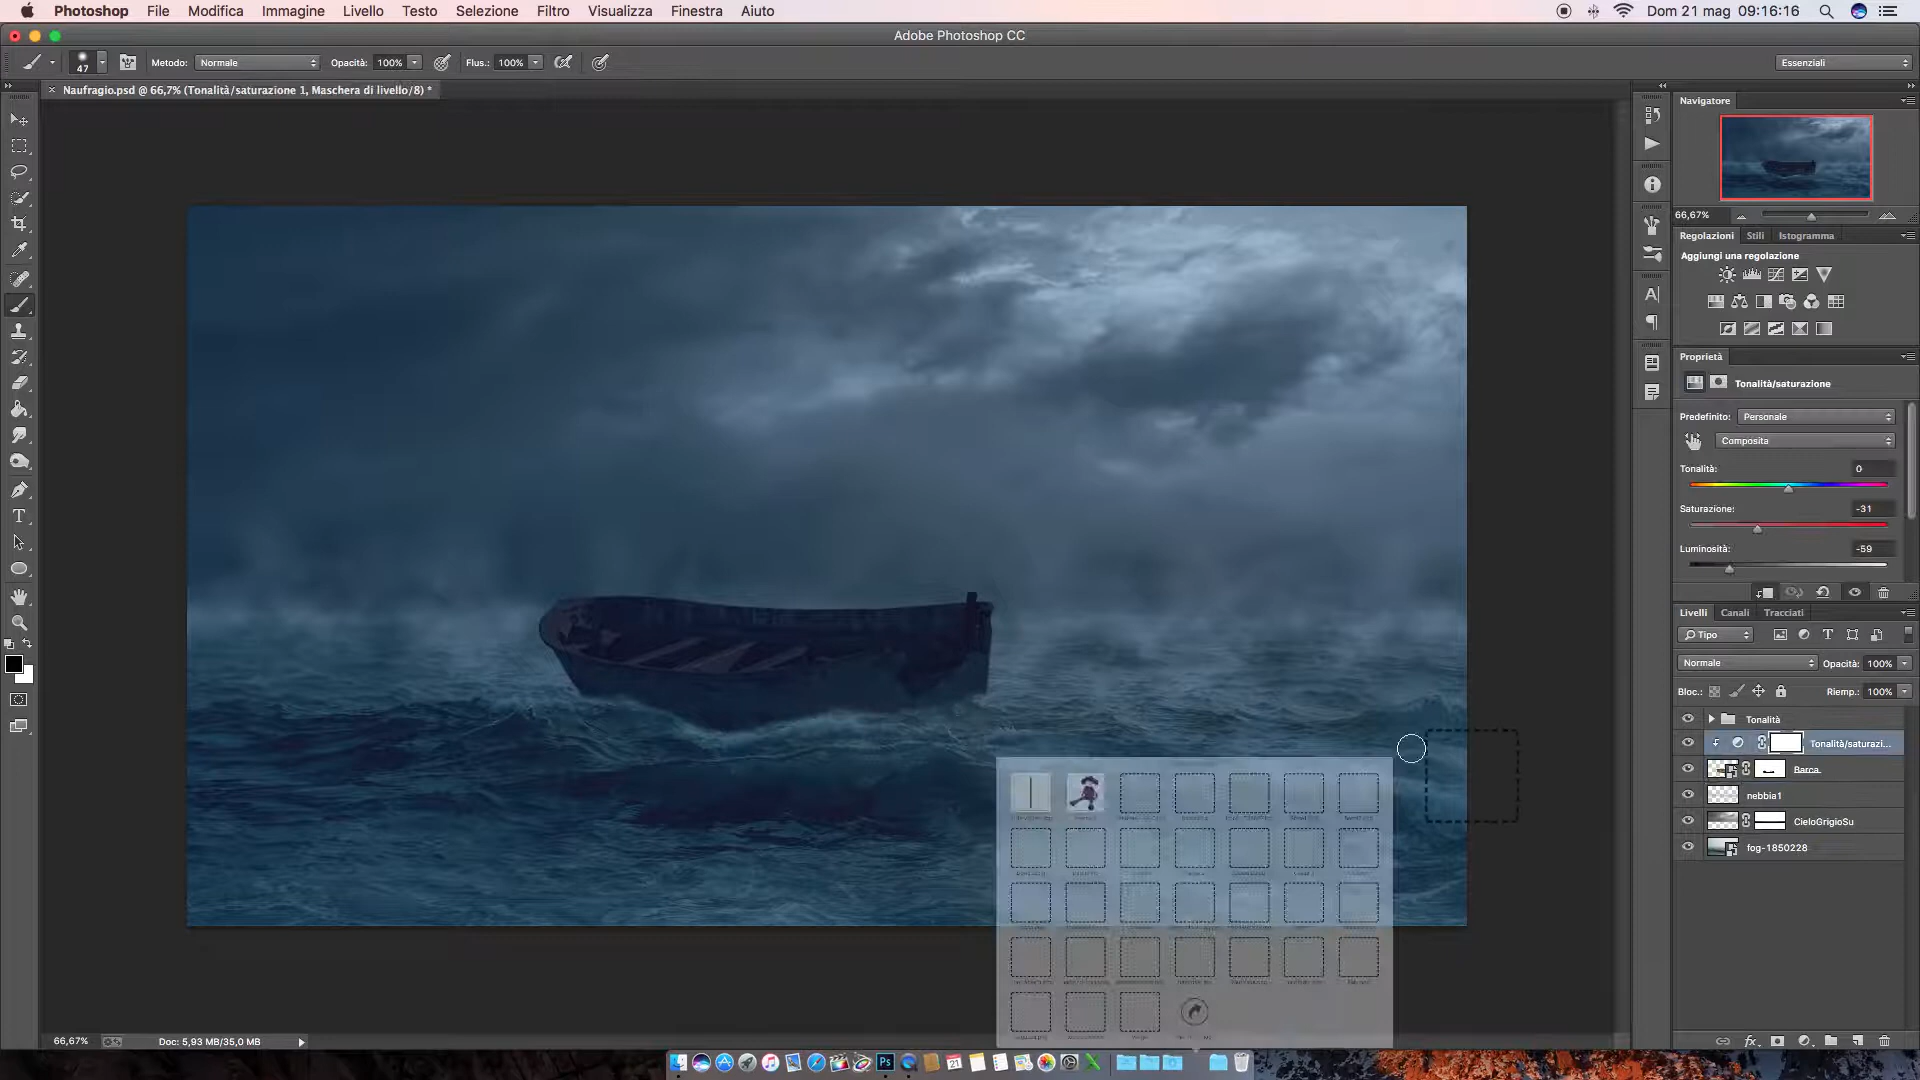 Photoshop File Modifica Immagine Livello Testo Selezione Filtro Visualizza Finestra Aiuto Dom 21 mag 09:16:16
Adobe Photoshop CC
47 Metodo: Normale Opacità: 100% Flus.: 100% Essenziali
Naufragio.psd @ 66,7% (Tonalità/saturazione 1, Maschera di livello/8) *
Navigatore
66,67%
Regolazioni Stili Istogramma
Aggiungi una regolazione
Proprietà
Tonalità/saturazione
Predefinito: Personale
Composita
Tonalità: 0
Saturazione: -31
Luminosità: -59
Livelli Canali Tracciati
Tipo
Normale Opacità: 100%
Bloc.: Riemp.: 100%
Tonalità
Tonalità/saturazi...
Barca
nebbia1
CieloGrigioSu
fog-1850228
66,67% Doc: 5,93 MB/35,0 MB